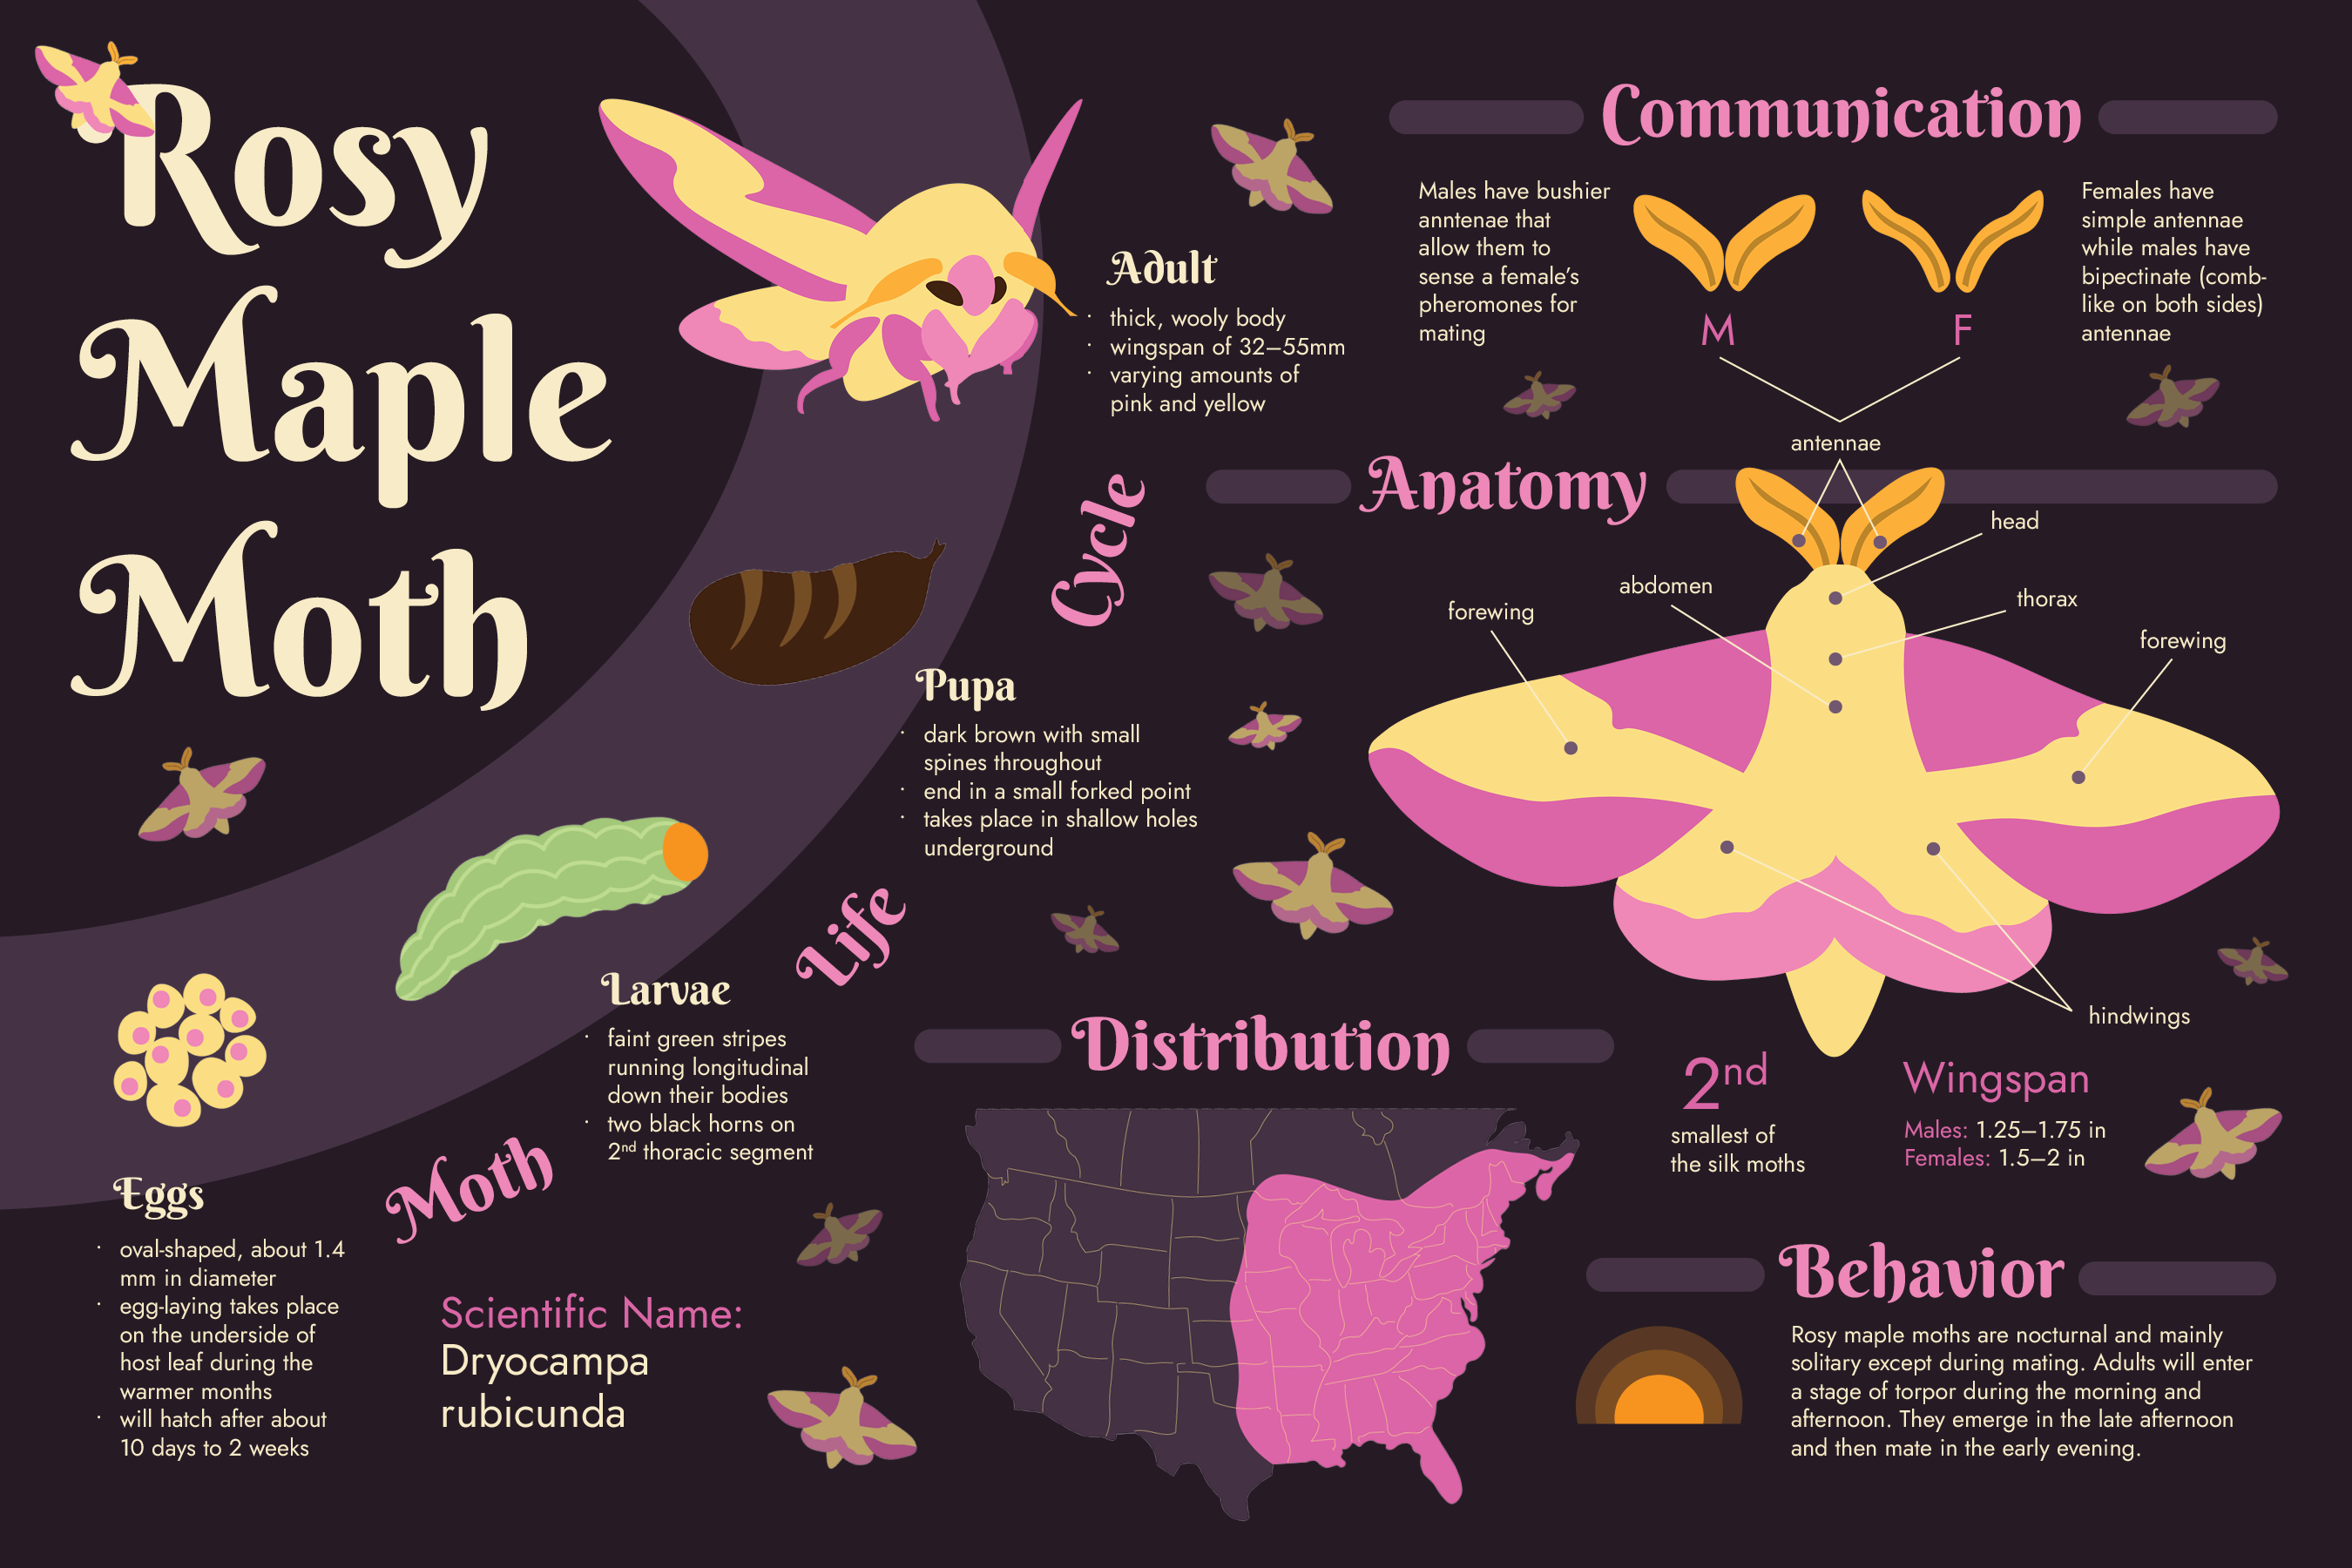 Rosy
Maple
Moth
Adult
· thick, wooly body
· wingspan of 32–55mm
· varying amounts of
pink and yellow
Pupa
· dark brown with small
spines throughout
· end in a small forked point
· takes place in shallow holes
underground
Larvae
· faint green stripes
running longitudinal
down their bodies
· two black horns on
2nd thoracic segment
Eggs
· oval-shaped, about 1.4
mm in diameter
· egg-laying takes place
on the underside of
host leaf during the
warmer months
· will hatch after about
10 days to 2 weeks
Moth
Life
Cycle
Scientific Name:
Dryocampa
rubicunda
Communication
Males have bushier
anntenae that
allow them to
sense a female’s
pheromones for
mating
M
F
Females have
simple antennae
while males have
bipectinate (comb-
like on both sides)
antennae
antennae
Anatomy
head
abdomen
thorax
forewing
forewing
hindwings
2nd
smallest of
the silk moths
Wingspan
Males: 1.25–1.75 in
Females: 1.5–2 in
Distribution
Behavior
Rosy maple moths are nocturnal and mainly
solitary except during mating. Adults will enter
a stage of torpor during the morning and
afternoon. They emerge in the late afternoon
and then mate in the early evening.